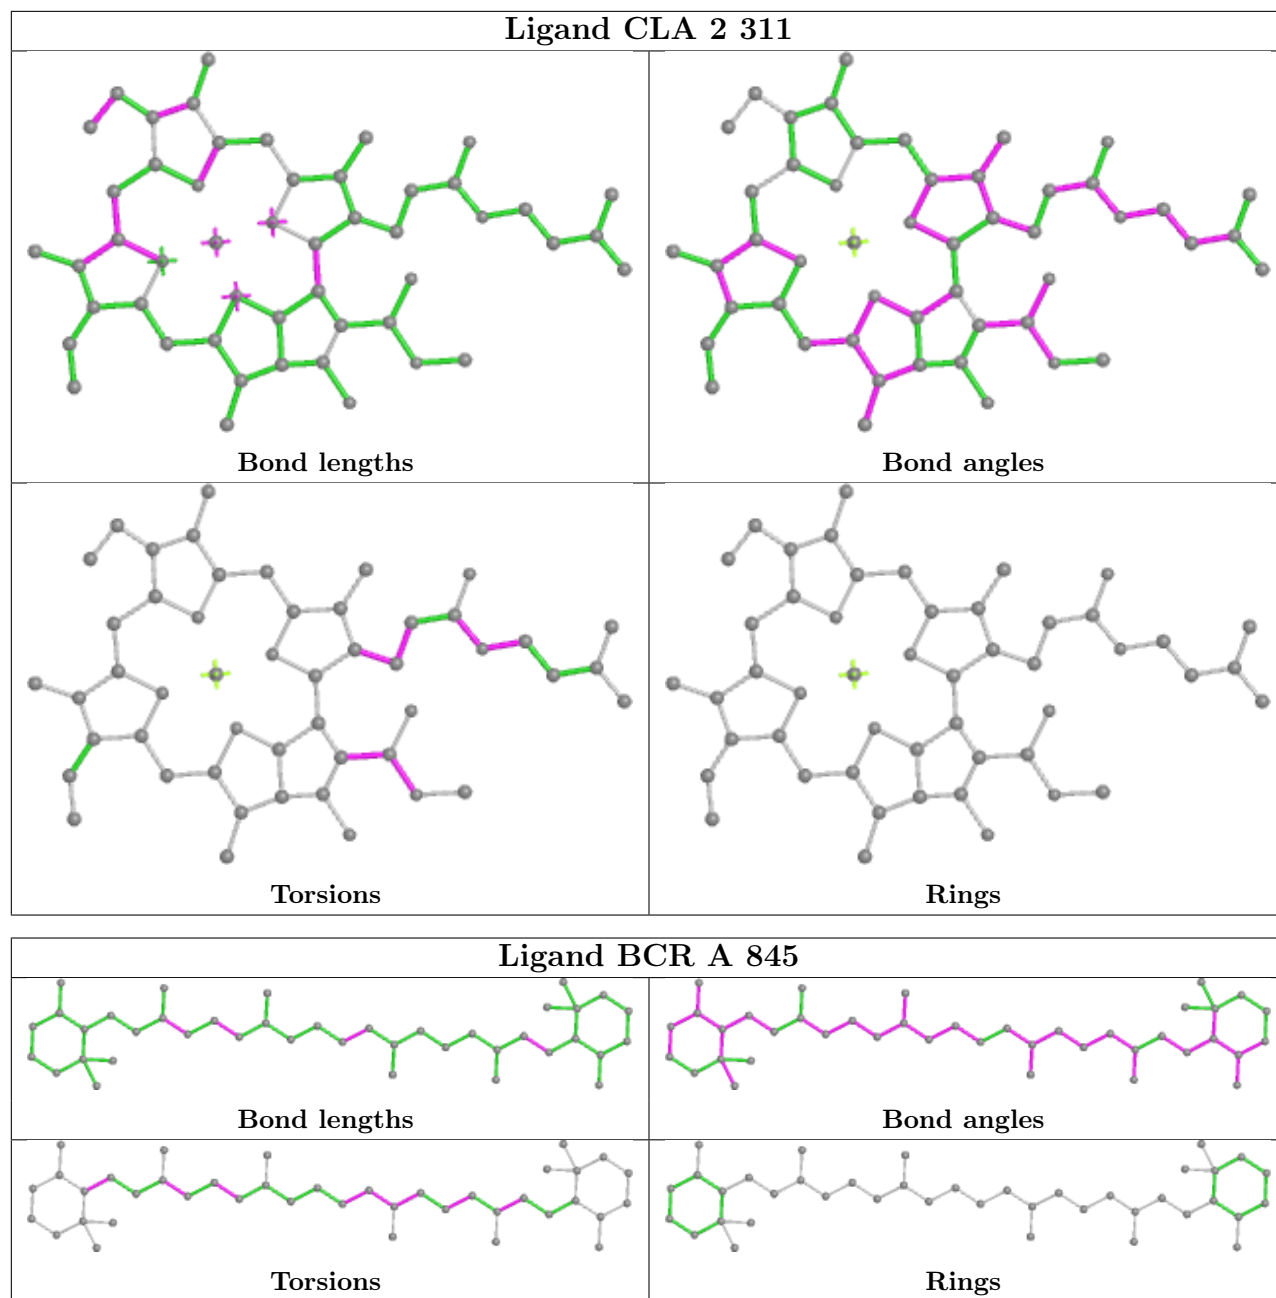 Ligand CLA 2 311
Bond lengths
Bond angles
Torsions
Rings
Ligand BCR A 845
Bond lengths
Bond angles
Torsions
Rings